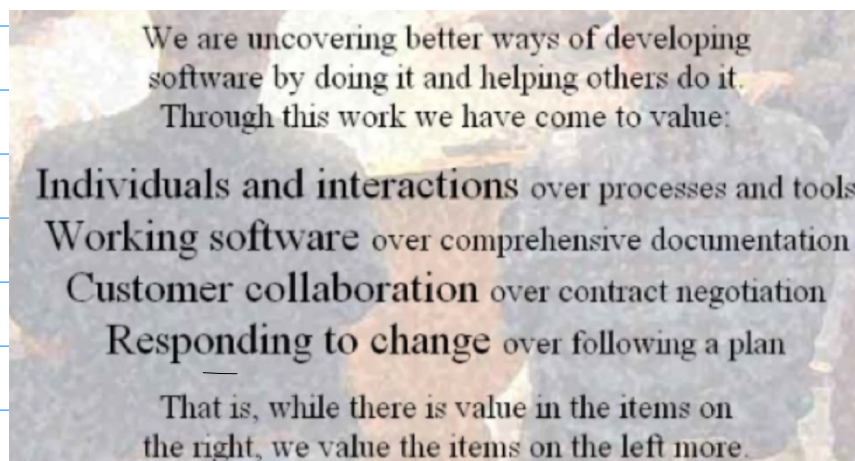 We are uncovering better ways of developing
software by doing it and helping others do it.
Through this work we have come to value:
Individuals and interactions over processes and tools
Working software over comprehensive documentation
Customer collaboration over contract negotiation
Responding to change over following a plan
That is, while there is value in the items on
the right, we value the items on the left more.